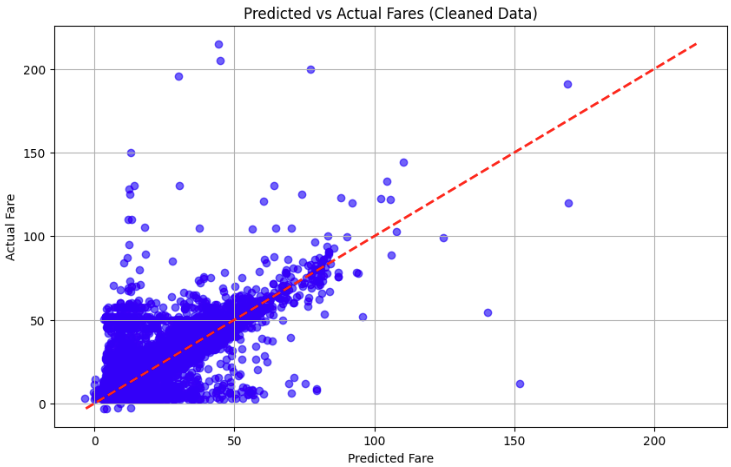 Predicted vs Actual Fares (Cleaned Data)
200
150
100
50
0
Actual Fare
0 50 100 150 200
Predicted Fare